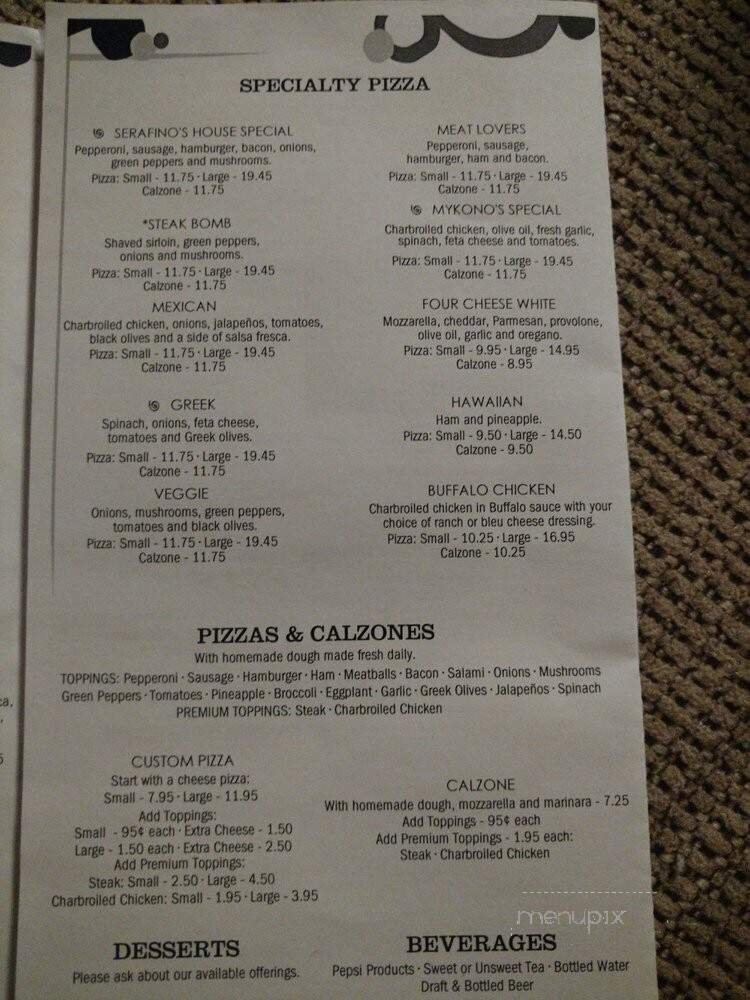 SPECIALTY PIZZA
SERAFINO'S HOUSE SPECIAL
Pepperoni, sausage, hamburger, bacon, onions,
green peppers and mushrooms.
Pizza: Small - 11.75 · Large - 19.45
Calzone - 11.75
*STEAK BOMB
Shaved sirloin, green peppers,
onions and mushrooms.
Pizza: Small - 11.75 · Large - 19.45
Calzone - 11.75
MEXICAN
Charbroiled chicken, onions, jalapeños, tomatoes,
black olives and a side of salsa fresca.
Pizza: Small - 11.75 · Large - 19.45
Calzone - 11.75
GREEK
Spinach, onions, feta cheese,
tomatoes and Greek olives.
Pizza: Small - 11.75 · Large - 19.45
Calzone - 11.75
VEGGIE
Onions, mushrooms, green peppers,
tomatoes and black olives.
Pizza: Small - 11.75 · Large - 19.45
Calzone - 11.75
MEAT LOVERS
Pepperoni, sausage,
hamburger, ham and bacon.
Pizza: Small - 11.75 · Large - 19.45
Calzone - 11.75
MYKONO'S SPECIAL
Charbroiled chicken, olive oil, fresh garlic,
spinach, feta cheese and tomatoes.
Pizza: Small - 11.75 · Large - 19.45
Calzone - 11.75
FOUR CHEESE WHITE
Mozzarella, cheddar, Parmesan, provolone,
olive oil, garlic and oregano.
Pizza: Small - 9.95 · Large - 14.95
Calzone - 8.95
HAWAIIAN
Ham and pineapple.
Pizza: Small - 9.50 · Large - 14.50
Calzone - 9.50
BUFFALO CHICKEN
Charbroiled chicken in Buffalo sauce with your
choice of ranch or bleu cheese dressing.
Pizza: Small - 10.25 · Large - 16.95
Calzone - 10.25
PIZZAS & CALZONES
With homemade dough made fresh daily.
TOPPINGS: Pepperoni · Sausage · Hamburger · Ham · Meatballs · Bacon · Salami · Onions · Mushrooms
Green Peppers · Tomatoes · Pineapple · Broccoli · Eggplant · Garlic · Greek Olives · Jalapeños · Spinach
PREMIUM TOPPINGS: Steak · Charbroiled Chicken
CUSTOM PIZZA
Start with a cheese pizza:
Small - 7.95 · Large - 11.95
Add Toppings:
Small - 95¢ each · Extra Cheese - 1.50
Large - 1.50 each · Extra Cheese - 2.50
Add Premium Toppings:
Steak: Small - 2.50 · Large - 4.50
Charbroiled Chicken: Small - 1.95 · Large - 3.95
CALZONE
With homemade dough, mozzarella and marinara - 7.25
Add Toppings - 95¢ each
Add Premium Toppings - 1.95 each:
Steak · Charbroiled Chicken
DESSERTS
Please ask about our available offerings.
BEVERAGES
Pepsi Products · Sweet or Unsweet Tea · Bottled Water
Draft & Bottled Beer
menupix